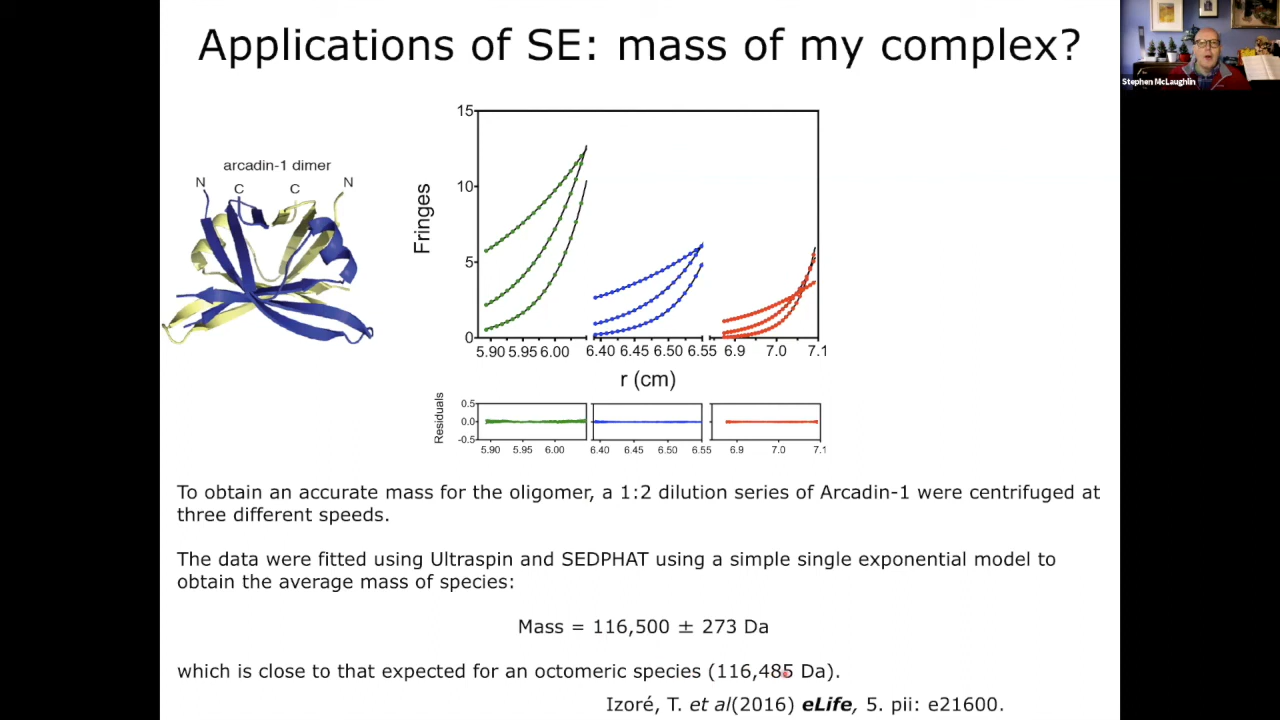 Applications of SE: mass of my complex?
Stephen McLaughlin
arcadin-1 dimer
N
C
C
N
Fringes
15
10
5
0
5.90 5.95 6.00
6.40 6.45 6.50 6.55
6.9 7.0 7.1
r (cm)
Residuals
0.5
0.0
-0.5
5.90 5.95 6.00
6.40 6.45 6.50 6.55
6.9 7.0 7.1
To obtain an accurate mass for the oligomer, a 1:2 dilution series of Arcadin-1 were centrifuged at
three different speeds.
The data were fitted using Ultraspin and SEDPHAT using a simple single exponential model to
obtain the average mass of species:
Mass = 116,500 ± 273 Da
which is close to that expected for an octomeric species (116,485 Da).
Izoré, T. et al(2016) eLife, 5. pii: e21600.